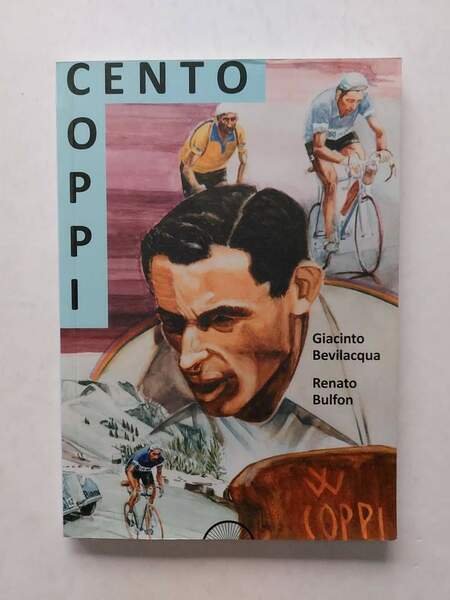 CENTO
COPPI
Giacinto
Bevilacqua
Renato
Bulfon
W
COPPI